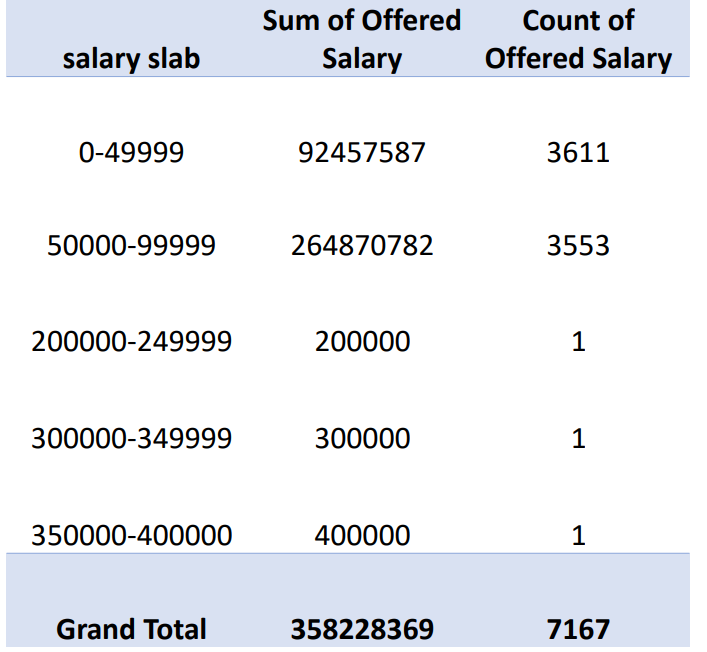 salary slab Sum of Offered Salary Count of Offered Salary
0-49999 92457587 3611
50000-99999 264870782 3553
200000-249999 200000 1
300000-349999 300000 1
350000-400000 400000 1
Grand Total 358228369 7167